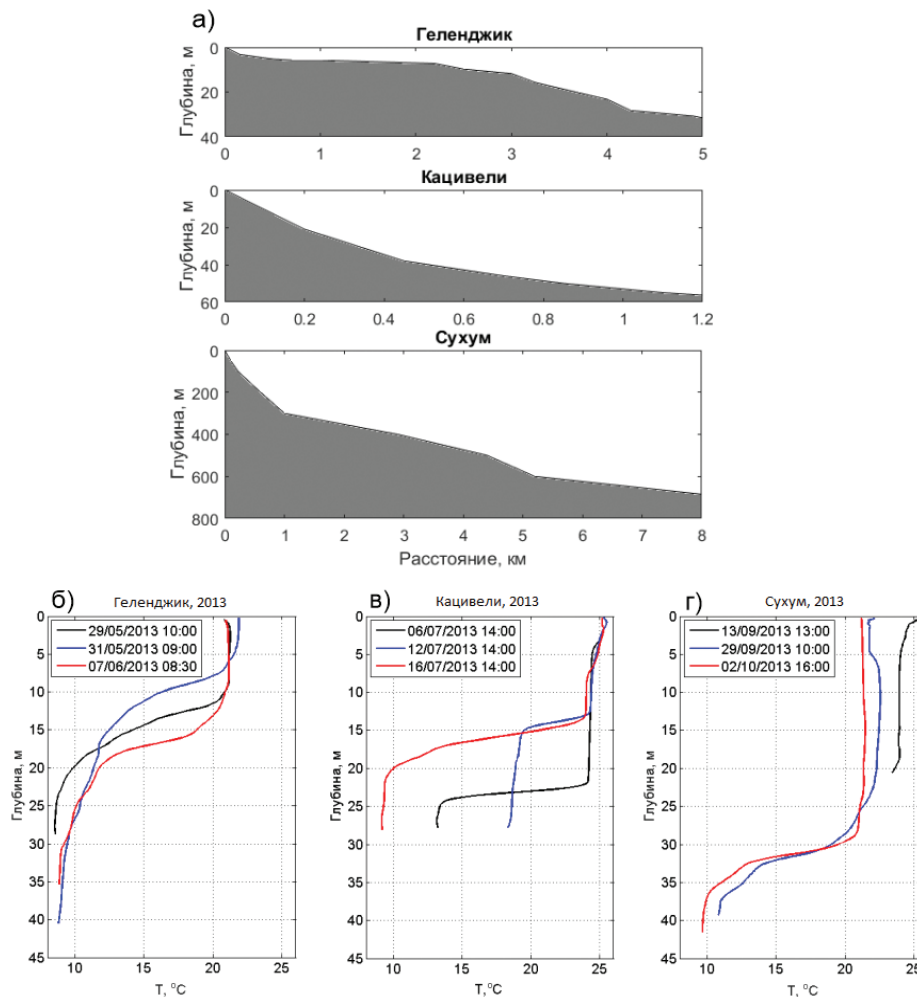 а)
Геленджик
Глубина, м
0
20
40
0 1 2 3 4 5
Кацивели
Глубина, м
0
20
40
60
0 0.2 0.4 0.6 0.8 1 1.2
Сухум
Глубина, м
0
200
400
600
800
0 1 2 3 4 5 6 7 8
Расстояние, км
б)
Геленджик, 2013
29/05/2013 10:00
31/05/2013 09:00
07/06/2013 08:30
Глубина, м
0
5
10
15
20
25
30
35
40
45
10 15 20 25
T, °C
в)
Кацивели, 2013
06/07/2013 14:00
12/07/2013 14:00
16/07/2013 14:00
Глубина, м
0
5
10
15
20
25
30
35
40
45
10 15 20 25
T, °C
г)
Сухум, 2013
13/09/2013 13:00
29/09/2013 10:00
02/10/2013 16:00
Глубина, м
0
5
10
15
20
25
30
35
40
45
10 15 20 25
T, °C